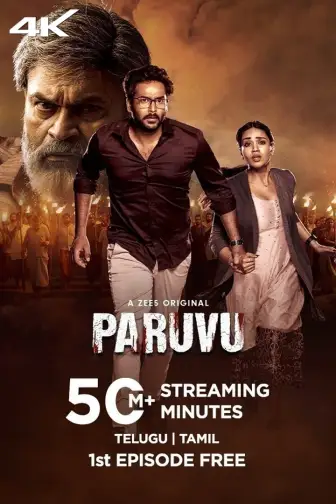 4K
A ZEE5 ORIGINAL
PARUVU
50M+ STREAMING
MINUTES
TELUGU | TAMIL
1st EPISODE FREE